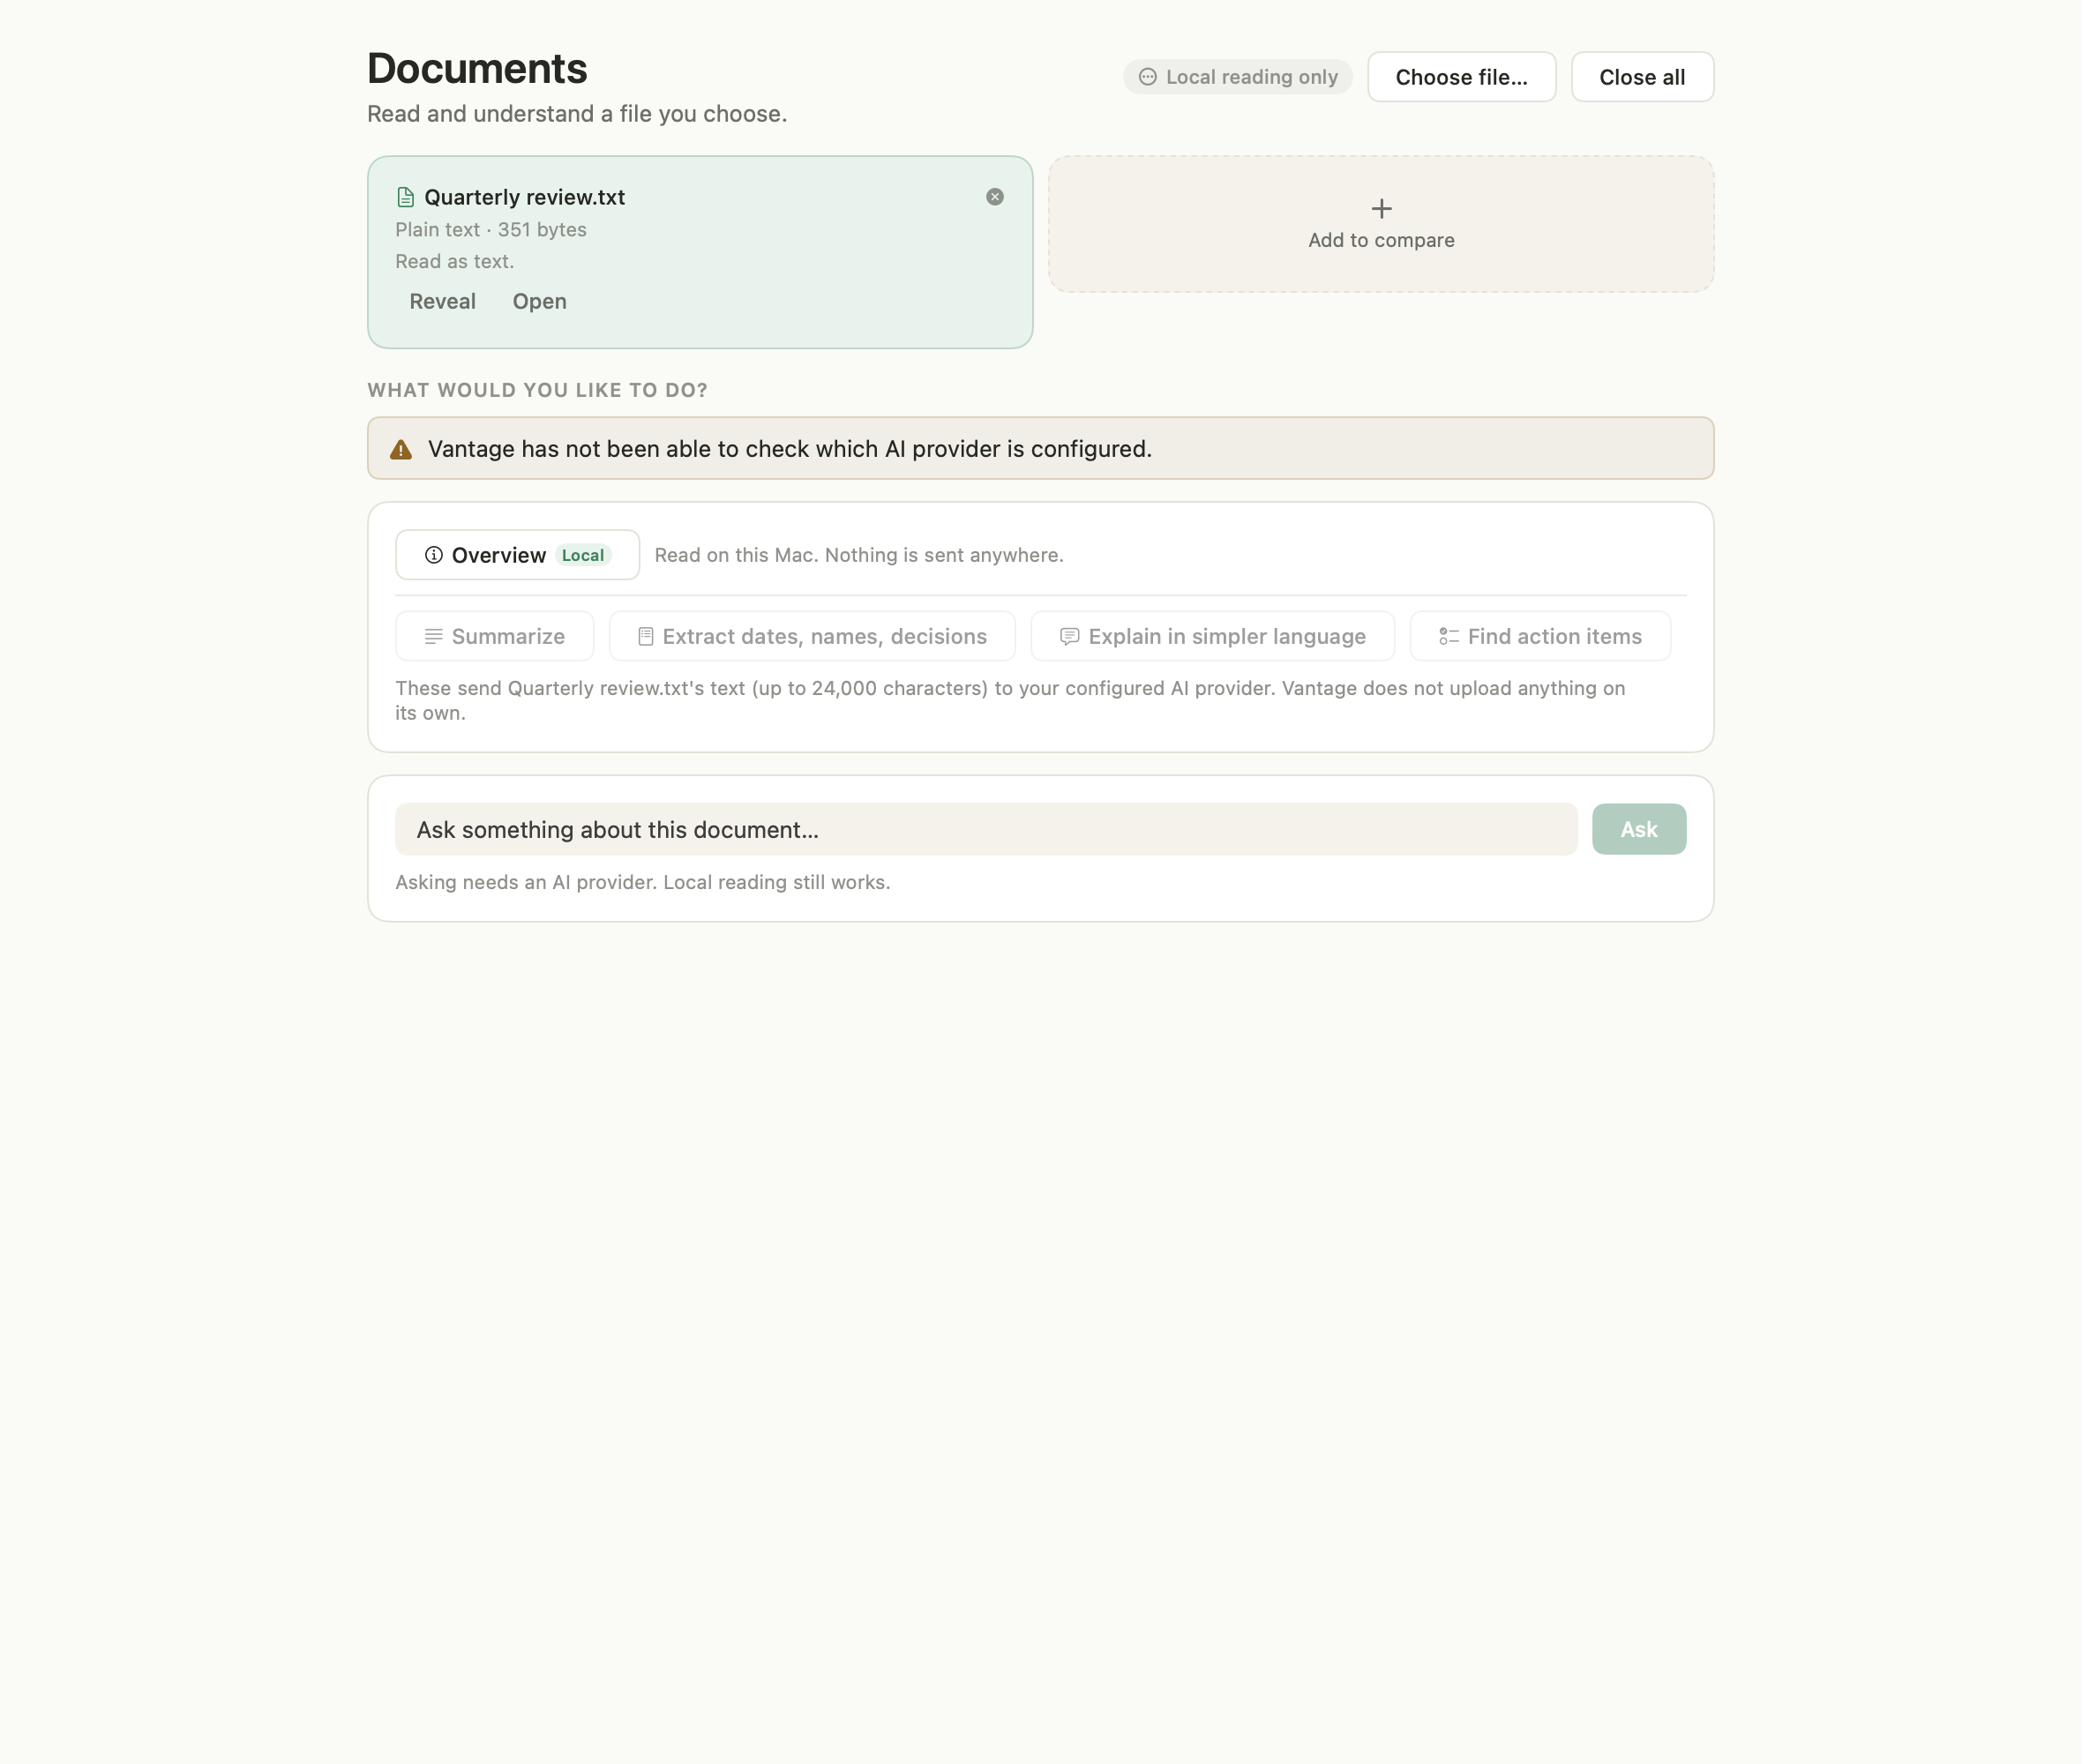 Documents
Read and understand a file you choose.
Local reading only
Choose file...
Close all
Quarterly review.txt
Plain text · 351 bytes
Read as text.
Reveal
Open
Add to compare
WHAT WOULD YOU LIKE TO DO?
Vantage has not been able to check which AI provider is configured.
Overview Local
Read on this Mac. Nothing is sent anywhere.
Summarize
Extract dates, names, decisions
Explain in simpler language
Find action items
These send Quarterly review.txt's text (up to 24,000 characters) to your configured AI provider. Vantage does not upload anything on
its own.
Ask something about this document...
Ask
Asking needs an AI provider. Local reading still works.